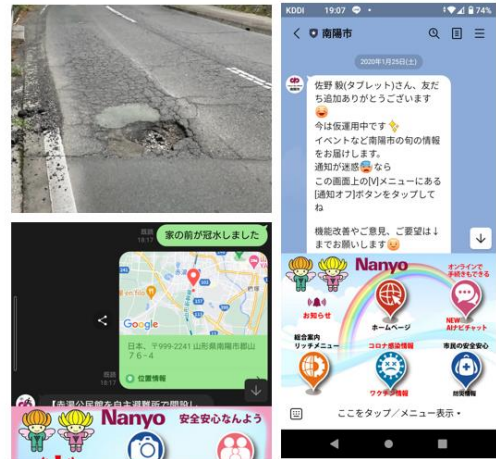 既読
18:17
家の前が冠水しました
Google
日本、〒999-2241 山形県南陽市郡山
76-4
既読
18:17
位置情報
【赤湯公民館を自主避難所で開設】
Nanyo 安全安心なんよう
KDDI 19:07 74%
南陽市
2020年1月25日(土)
佐野 毅(タブレット)さん、友だ
ち追加ありがとうございます
今は仮運用中です
イベントなど南陽市の旬の情報
をお届けします。
通知が迷惑なら
この画面上の[V]メニューにある
[通知オフ]ボタンをタップして
ね
機能改善やご意見、ご要望は↓
までお願いします
Nanyo
オンラインで
手続きもできる
お知らせ
ホームページ
NEW
AIナビチャット
総合案内
リッチメニュー
コロナ感染情報
市民の安全安心
ワクチン情報
防災情報
ここをタップ/メニュー表示